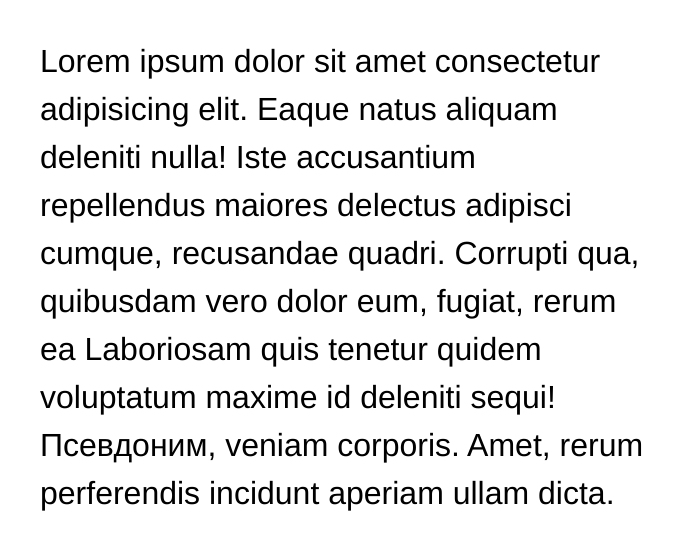 Lorem ipsum dolor sit amet consectetur
adipisicing elit. Eaque natus aliquam
deleniti nulla! Iste accusantium
repellendus maiores delectus adipisci
cumque, recusandae quadri. Corrupti qua,
quibusdam vero dolor eum, fugiat, rerum
ea Laboriosam quis tenetur quidem
voluptatum maxime id deleniti sequi!
Псевдоним, veniam corporis. Amet, rerum
perferendis incidunt aperiam ullam dicta.